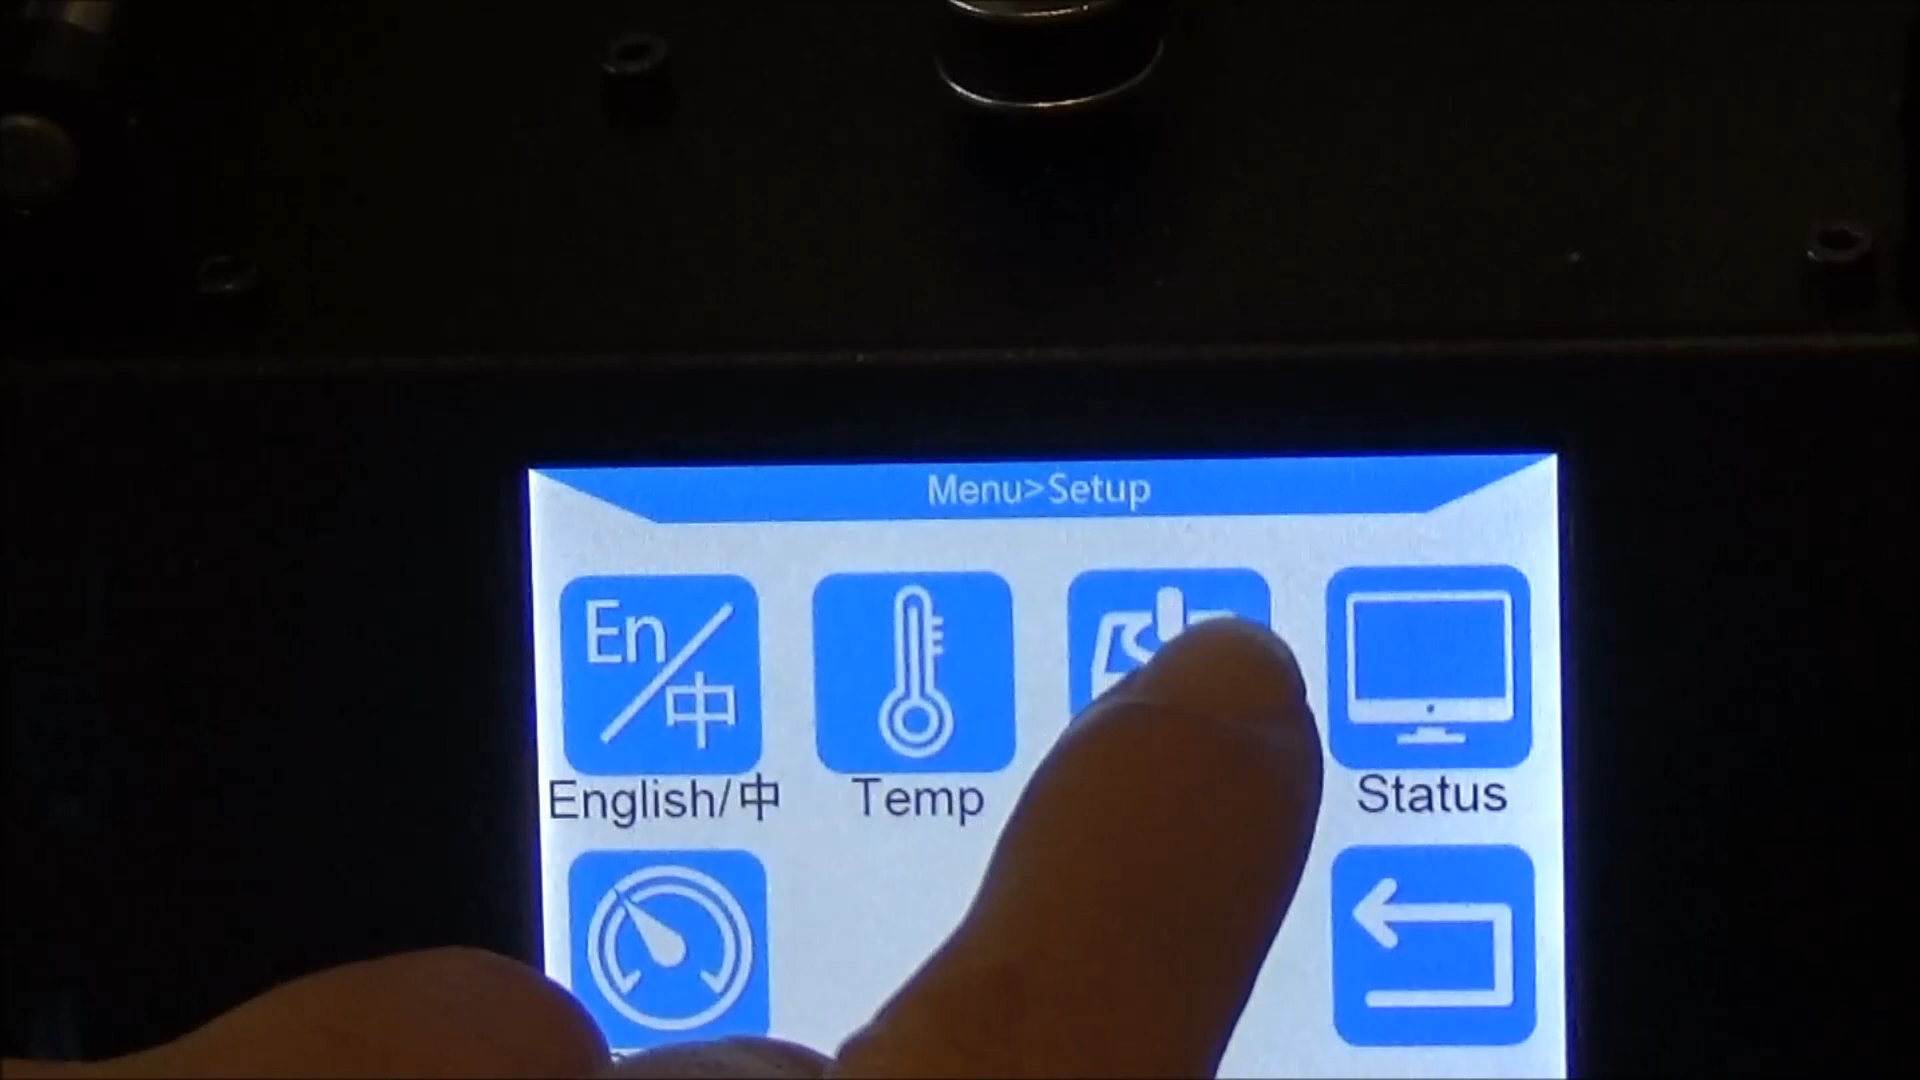 Menu>Setup
En/中
English/中
Temp
Status